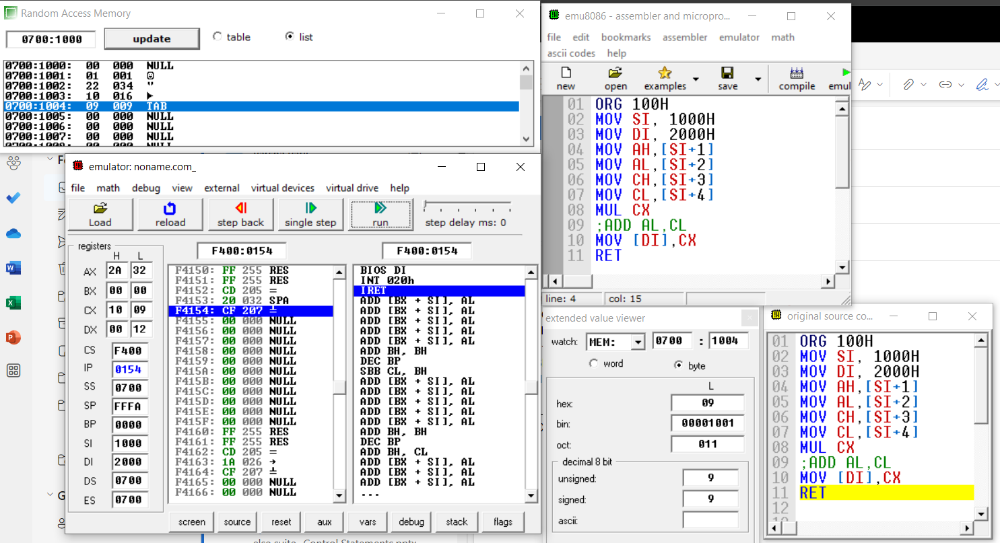 Random Access Memory
0700:1000
update
table
list
0700:1000: 00 000 NULL
0700:1001: 01 001 ☺
0700:1002: 22 034 "
0700:1003: 10 016 ►
0700:1004: 09 009 TAB
0700:1005: 00 000 NULL
0700:1006: 00 000 NULL
0700:1007: 00 000 NULL
0700:1008: 00 000 NULL
emulator: noname.com_
file math debug view external virtual devices virtual drive help
Load reload step back single step run step delay ms: 0
registers
H L
AX 2A 32
BX 00 00
CX 10 09
DX 00 12
CS F400
IP 0154
SS 0700
SP FFFA
BP 0000
SI 1000
DI 2000
DS 0700
ES 0700
F400:0154
F4150: FF 255 RES
F4151: FF 255 RES
F4152: CD 205 =
F4153: 20 032 SPA
F4154: CF 207 ╧
F4155: 00 000 NULL
F4156: 00 000 NULL
F4157: 00 000 NULL
F4158: 00 000 NULL
F4159: 00 000 NULL
F415A: 00 000 NULL
F415B: 00 000 NULL
F415C: 00 000 NULL
F415D: 00 000 NULL
F415E: 00 000 NULL
F415F: 00 000 NULL
F4160: FF 255 RES
F4161: FF 255 RES
F4162: CD 205 =
F4163: 1A 026 →
F4164: CF 207 ╧
F4165: 00 000 NULL
F4166: 00 000 NULL
F400:0154
BIOS DI
INT 020h
IRET
ADD [BX + SI], AL
ADD [BX + SI], AL
ADD [BX + SI], AL
ADD [BX + SI], AL
ADD [BX + SI], AL
ADD BH, BH
DEC BP
SBB CL, BH
ADD [BX + SI], AL
ADD [BX + SI], AL
ADD [BX + SI], AL
ADD [BX + SI], AL
ADD [BX + SI], AL
ADD BH, BH
DEC BP
ADD BH, CL
ADD [BX + SI], AL
ADD [BX + SI], AL
ADD [BX + SI], AL
...
screen source reset aux vars debug stack flags
emu8086 - assembler and micropro...
file edit bookmarks assembler emulator math
ascii codes help
new open examples save compile emul
01 ORG 100H
02 MOV SI, 1000H
03 MOV DI, 2000H
04 MOV AH,[SI+1]
05 MOV AL,[SI+2]
06 MOV CH,[SI+3]
07 MOV CL,[SI+4]
08 MUL CX
09 ;ADD AL,CL
10 MOV [DI],CX
11 RET
line: 4 col: 15
extended value viewer
watch: MEM: 0700 : 1004
word byte
L
hex: 09
bin: 00001001
oct: 011
decimal 8 bit
unsigned: 9
signed: 9
ascii:
original source co...
01 ORG 100H
02 MOV SI, 1000H
03 MOV DI, 2000H
04 MOV AH,[SI+1]
05 MOV AL,[SI+2]
06 MOV CH,[SI+3]
07 MOV CL,[SI+4]
08 MUL CX
09 ;ADD AL,CL
10 MOV [DI],CX
11 RET
12